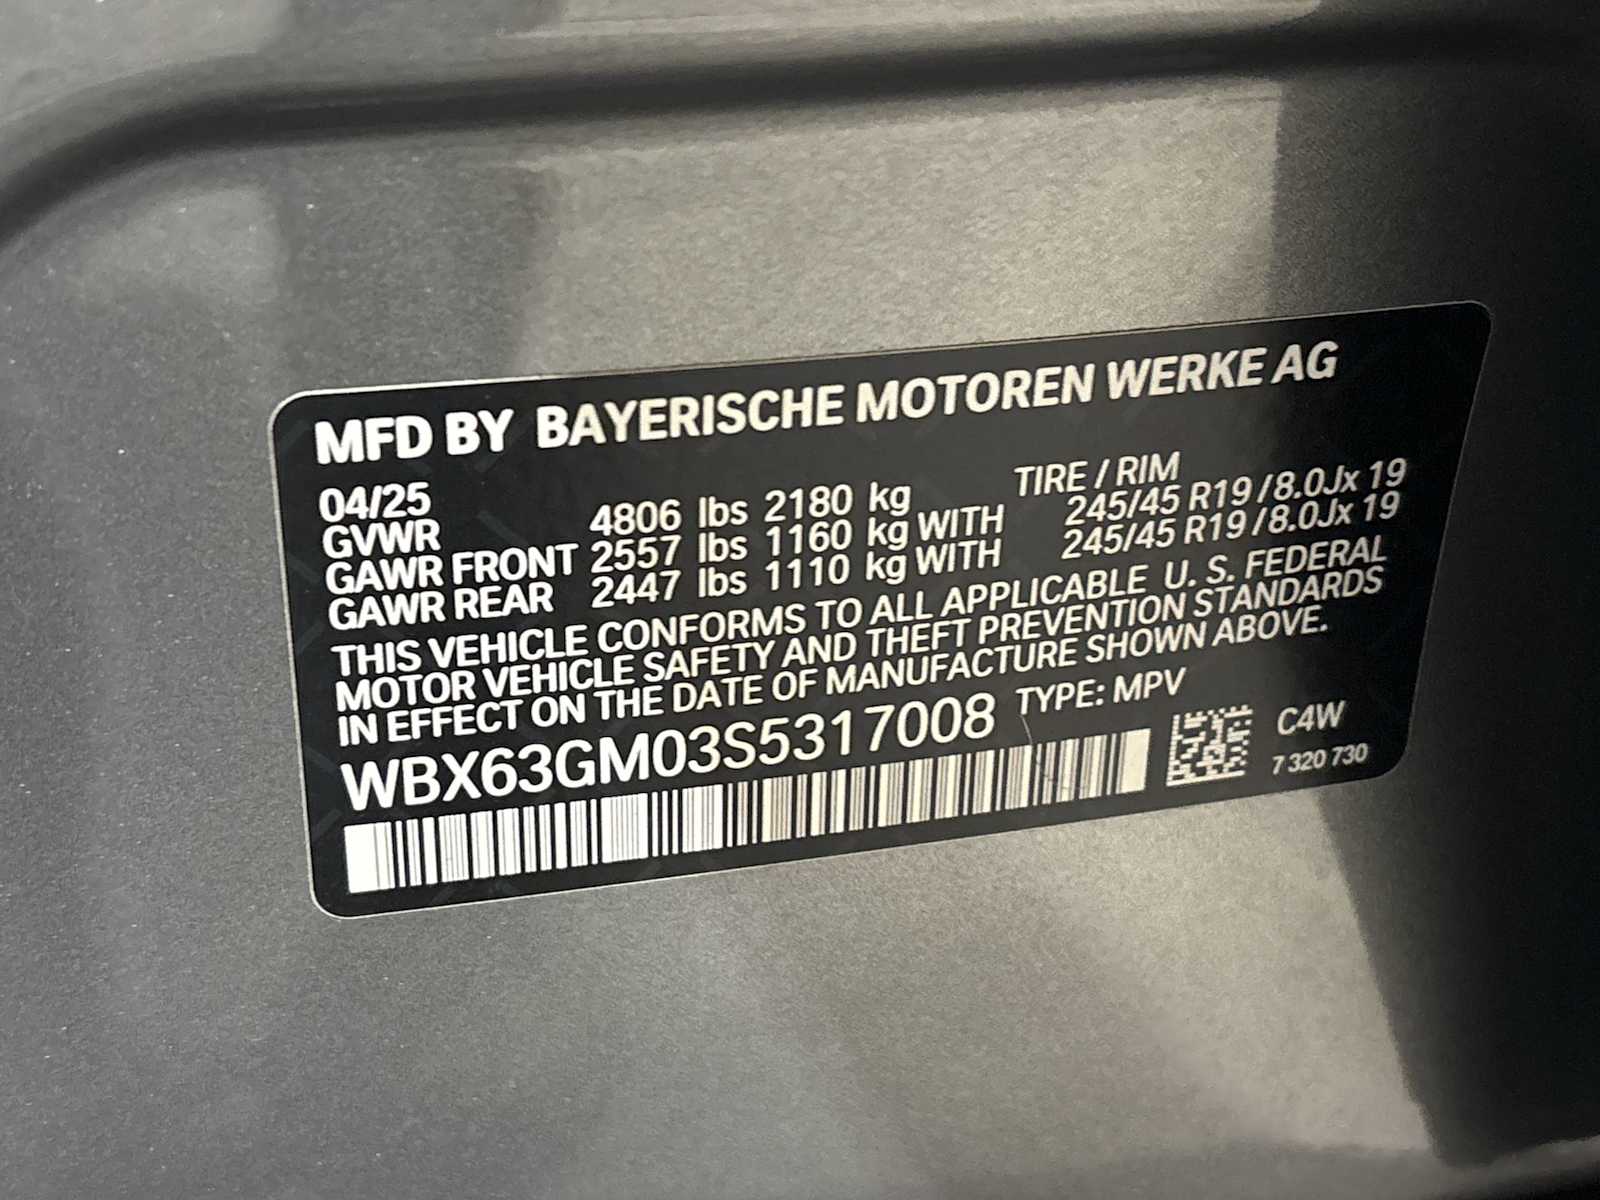 MFD BY BAYERISCHE MOTOREN WERKE AG
04/25 TIRE / RIM
GVWR 4806 lbs 2180 kg
GAWR FRONT 2557 lbs 1160 kg WITH 245/45 R19 /8.0Jx 19
GAWR REAR 2447 lbs 1110 kg WITH 245/45 R19 /8.0Jx 19
THIS VEHICLE CONFORMS TO ALL APPLICABLE U. S. FEDERAL
MOTOR VEHICLE SAFETY AND THEFT PREVENTION STANDARDS
IN EFFECT ON THE DATE OF MANUFACTURE SHOWN ABOVE.
WBX63GM03S5317008 TYPE: MPV
C4W
7 320 730